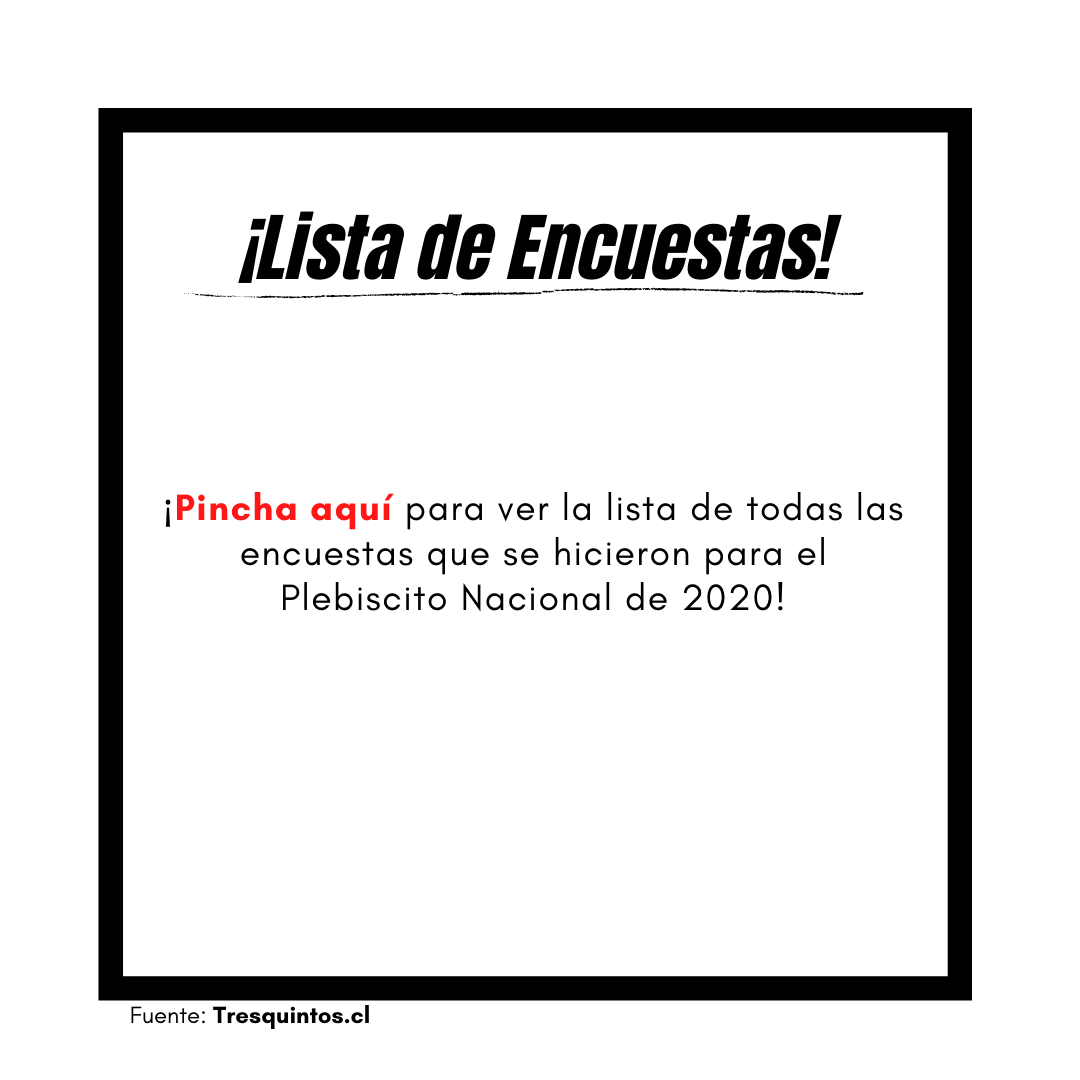 ¡Lista de Encuestas!
¡Pincha aquí para ver la lista de todas las
encuestas que se hicieron para el
Plebiscito Nacional de 2020!
Fuente: Tresquintos.cl